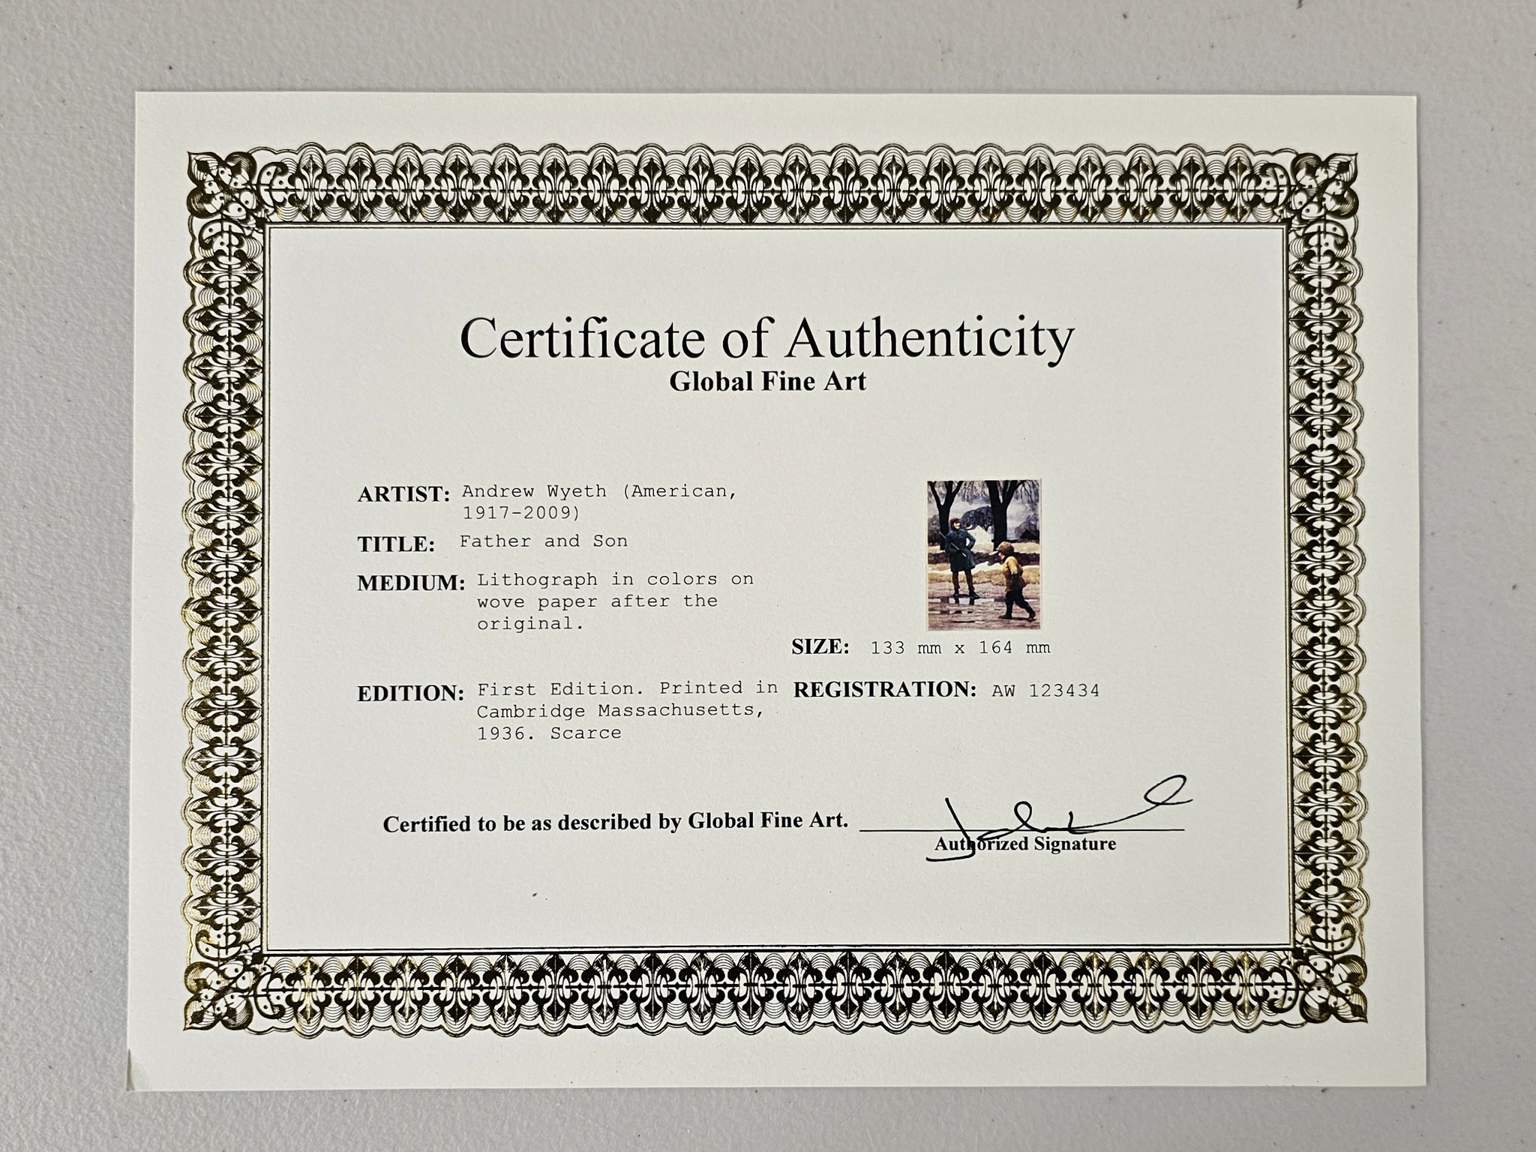 Certificate of Authenticity
Global Fine Art
ARTIST: Andrew Wyeth (American,
1917-2009)
TITLE: Father and Son
MEDIUM: Lithograph in colors on
wove paper after the
original.
SIZE: 133 mm x 164 mm
EDITION: First Edition. Printed in
Cambridge Massachusetts,
1936. Scarce
REGISTRATION: AW 123434
Certified to be as described by Global Fine Art.
Authorized Signature